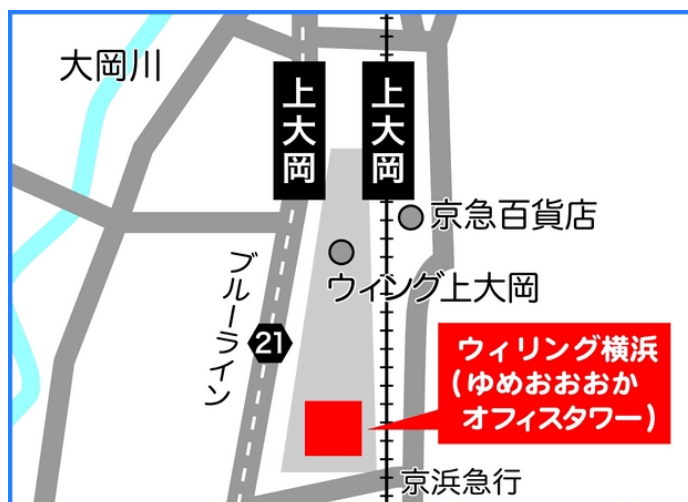 大岡川
上大岡
上大岡
京急百貨店
ウィング上大岡
ブルーライン
21
ウィリング横浜
(ゆめおおおか
オフィスタワー)
京浜急行